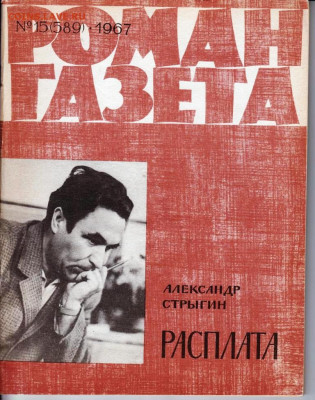 №15(589)·1967
РОМАН
ГАЗЕТА
АЛЕКСАНДР
СТРЫГИН
РАСПЛАТА